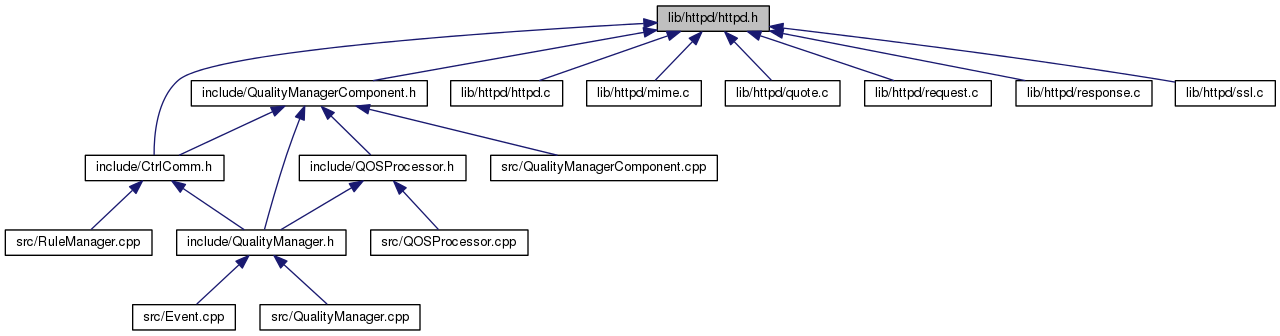 lib/httpd/httpd.h
include/QualityManagerComponent.h
lib/httpd/httpd.c
lib/httpd/mime.c
lib/httpd/quote.c
lib/httpd/request.c
lib/httpd/response.c
lib/httpd/ssl.c
include/CtrlComm.h
include/QOSProcessor.h
src/QualityManagerComponent.cpp
src/RuleManager.cpp
include/QualityManager.h
src/QOSProcessor.cpp
src/Event.cpp
src/QualityManager.cpp